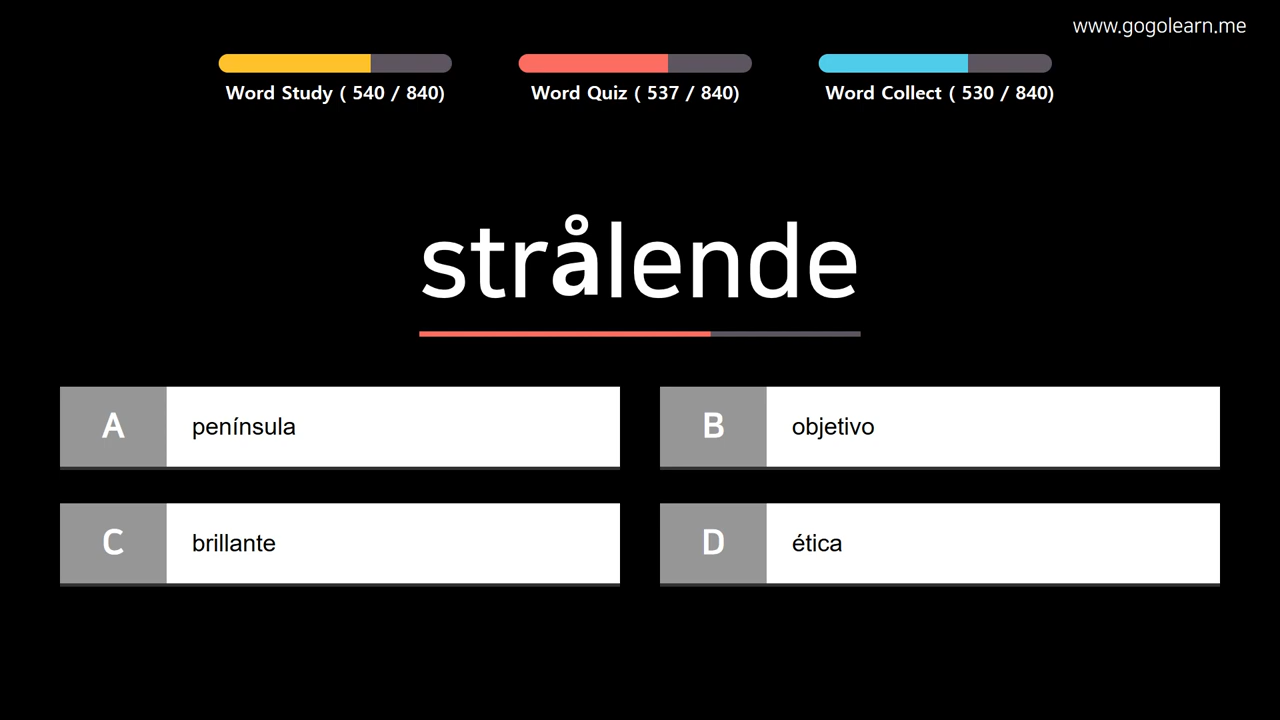 www.gogolearn.me
Word Study ( 540 / 840)
Word Quiz ( 537 / 840)
Word Collect ( 530 / 840)
strålende
A península
B objetivo
C brillante
D ética